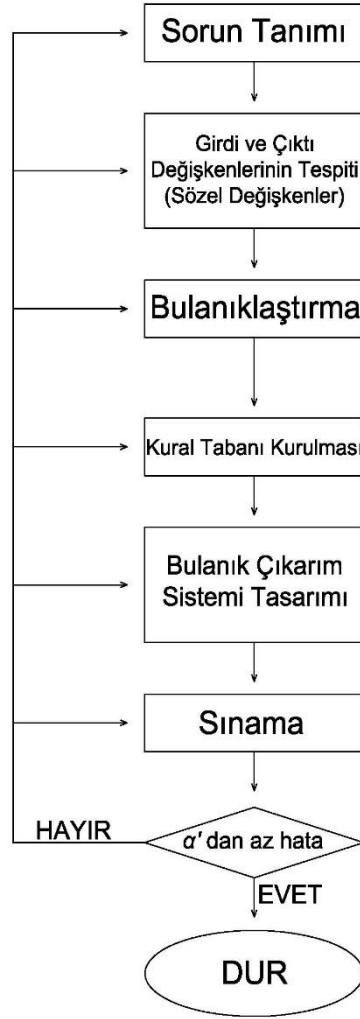 Sorun Tanımı
Girdi ve Çıktı
Değişkenlerinin Tespiti
(Sözel Değişkenler)
Bulanıklaştırma
Kural Tabanı Kurulması
Bulanık Çıkarım
Sistemi Tasarımı
Sınama
α' dan az hata
HAYIR
EVET
DUR